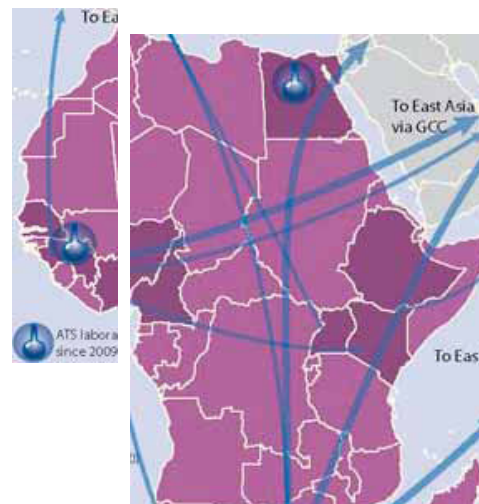 To Ea
To East Asia
via GCC
ATS labora
since 2009
To Eas